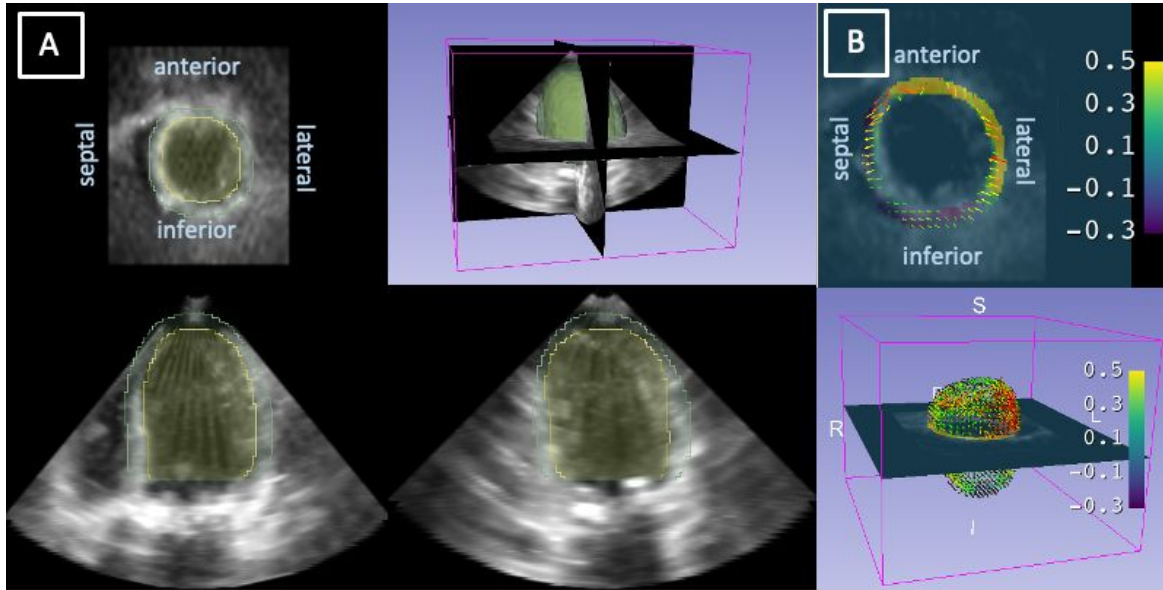 A
anterior
septal
lateral
inferior
B
anterior
septal
lateral
inferior
0.5
0.3
0.1
-0.1
-0.3
S
R
L
I
0.5
0.3
0.1
-0.1
-0.3